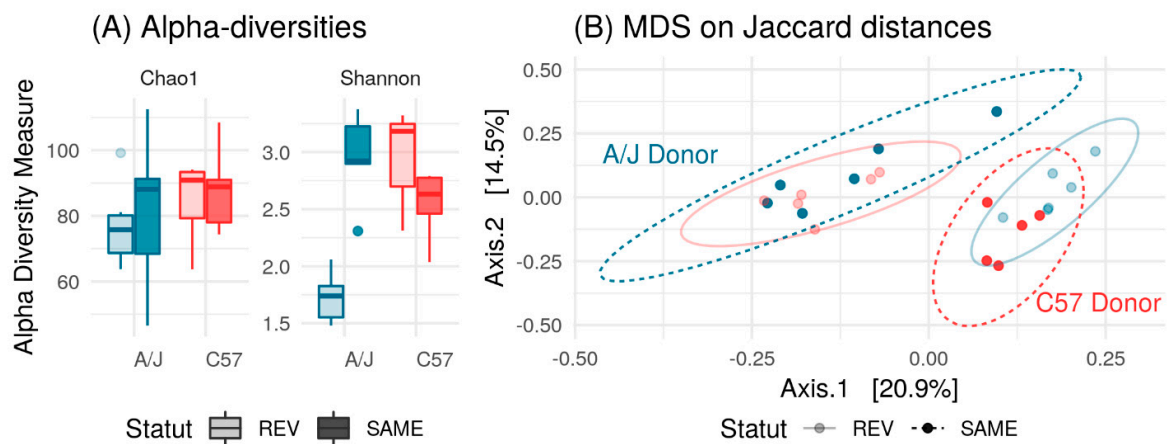 (A) Alpha-diversities
Chao1
Shannon
Alpha Diversity Measure
100
80
60
3.0
2.5
2.0
1.5
A/J
C57
A/J
C57
Statut REV SAME
(B) MDS on Jaccard distances
Axis.2 [14.5%]
0.50
0.25
0.00
-0.25
-0.50
A/J Donor
C57 Donor
-0.50
-0.25
0.00
0.25
Axis.1 [20.9%]
Statut REV SAME